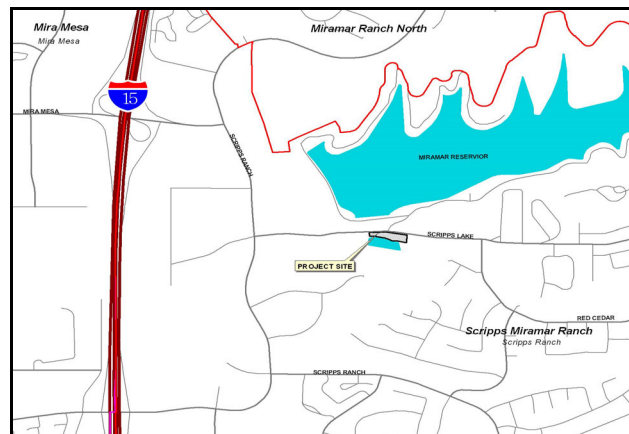 Mira Mesa
Mira Mesa
Miramar Ranch North
15
MIRA MESA
SCRIPPS RANCH
MIRAMAR RESERVIOR
SCRIPPS LAKE
PROJECT SITE
RED CEDAR
Scripps Miramar Ranch
Scripps Ranch
SCRIPPS RANCH